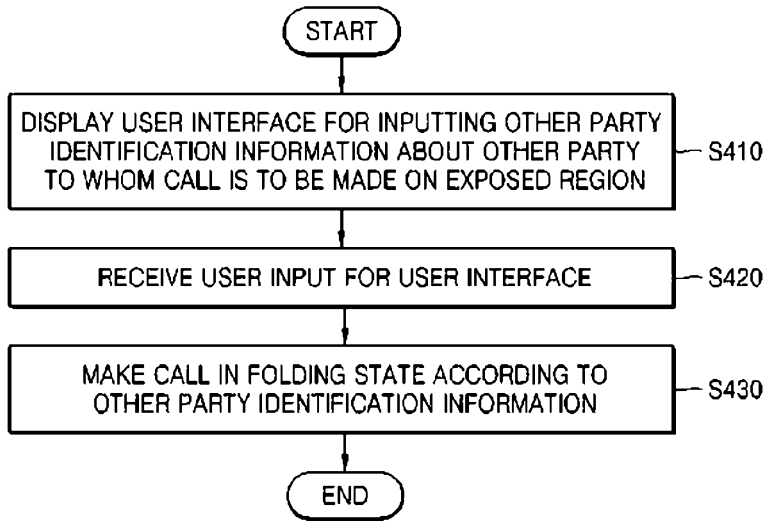 START
DISPLAY USER INTERFACE FOR INPUTTING OTHER PARTY
IDENTIFICATION INFORMATION ABOUT OTHER PARTY
TO WHOM CALL IS TO BE MADE ON EXPOSED REGION
S410
RECEIVE USER INPUT FOR USER INTERFACE
S420
MAKE CALL IN FOLDING STATE ACCORDING TO
OTHER PARTY IDENTIFICATION INFORMATION
S430
END